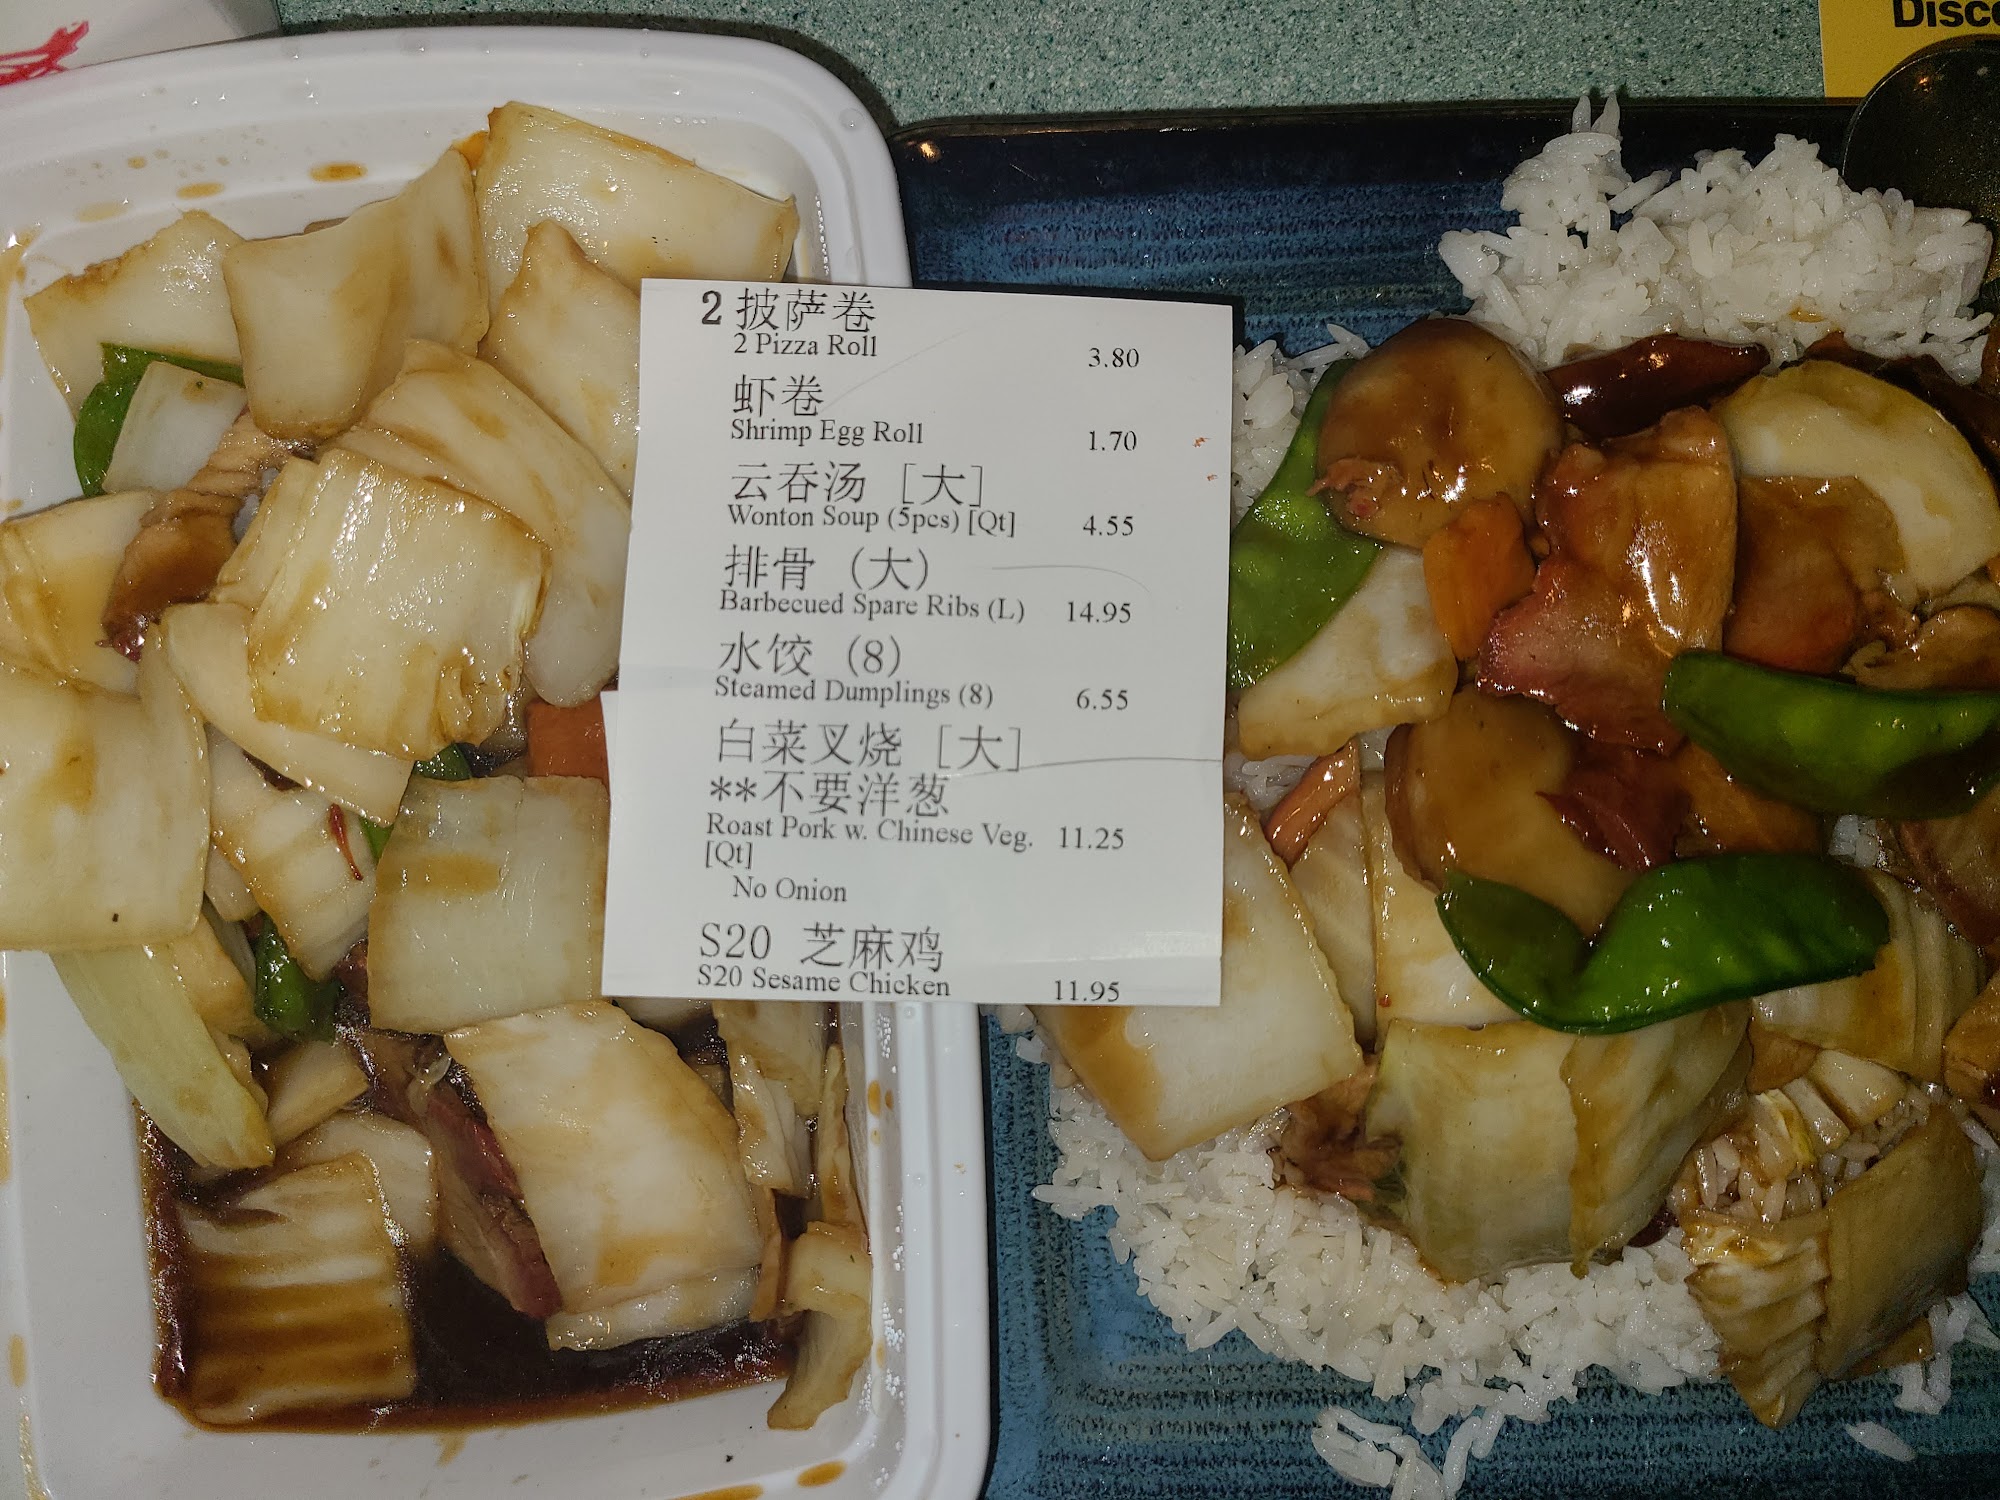 Disco
2 披萨卷
2 Pizza Roll 3.80
虾卷
Shrimp Egg Roll 1.70
云吞汤 [大]
Wonton Soup (5pcs) [Qt] 4.55
排骨 (大)
Barbecued Spare Ribs (L) 14.95
水饺 (8)
Steamed Dumplings (8) 6.55
白菜叉烧 [大]
**不要洋葱
Roast Pork w. Chinese Veg. 11.25
[Qt]
No Onion
S20 芝麻鸡
S20 Sesame Chicken 11.95